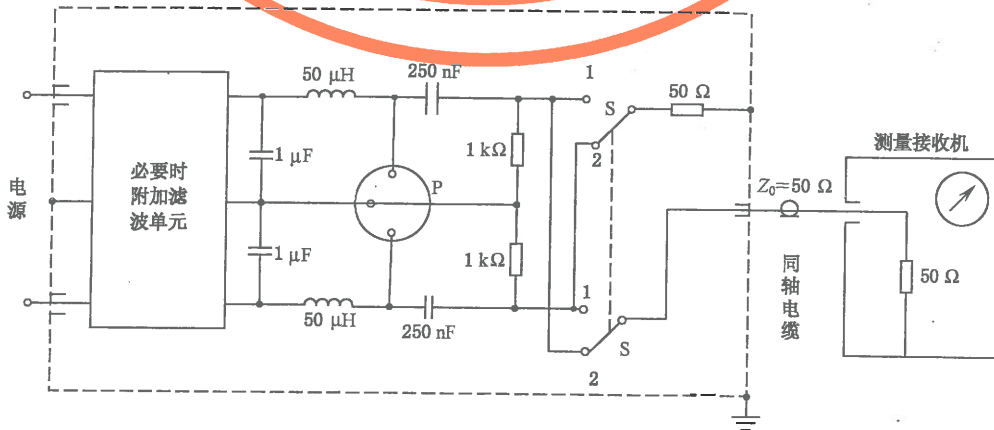 50 μH
250 nF
1
S
50 Ω
2
1 μF
1 kΩ
必要时
附加滤
波单元
P
电
源
Z₀=50 Ω
测量接收机
1 μF
1 kΩ
50 μH
250 nF
1
S
2
同
轴
电
缆
50 Ω